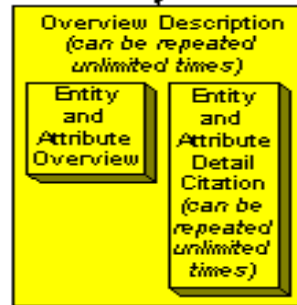 Overview Description
(can be repeated
unlimited times)
Entity
and
Attribute
Overview
Entity
and
Attribute
Detail
Citation
(can be
repeated
unlimited
times)